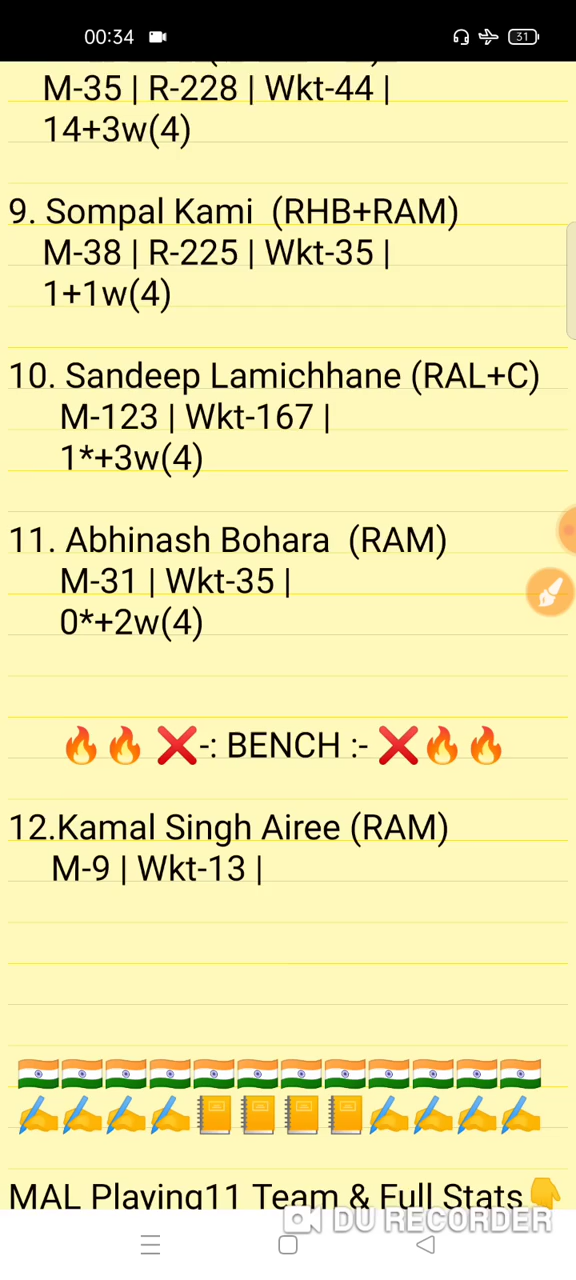 00:34
31
M-35 | R-228 | Wkt-44 |
14+3w(4)
9. Sompal Kami (RHB+RAM)
M-38 | R-225 | Wkt-35 |
1+1w(4)
10. Sandeep Lamichhane (RAL+C)
M-123 | Wkt-167 |
1*+3w(4)
11. Abhinash Bohara (RAM)
M-31 | Wkt-35 |
0*+2w(4)
🔥🔥 ❌-: BENCH :- ❌🔥🔥
12.Kamal Singh Airee (RAM)
M-9 | Wkt-13 |
🇮🇳🇮🇳🇮🇳🇮🇳🇮🇳🇮🇳🇮🇳🇮🇳🇮🇳🇮🇳🇮🇳🇮🇳
✍️✍️✍️✍️📒📒📒📒✍️✍️✍️✍️
MAL Playing11 Team & Full Stats👇
DU RECORDER